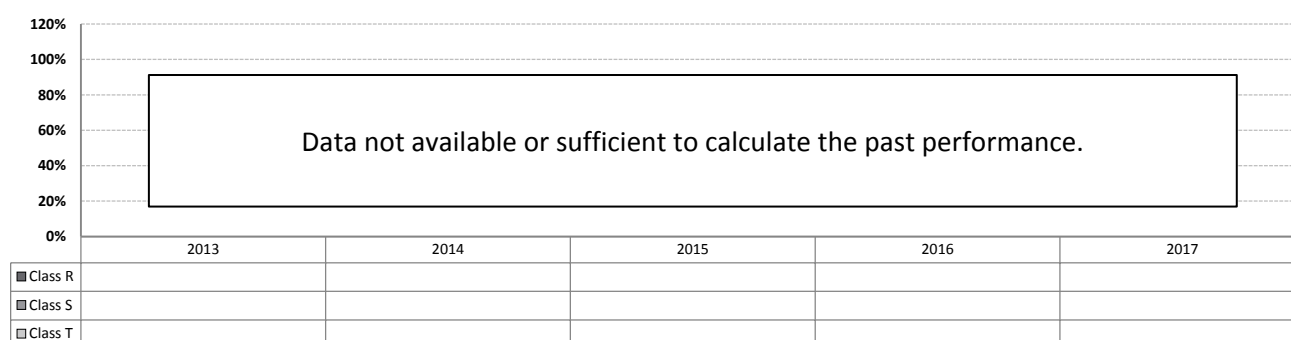 120%
100%
80%
60%
40%
20%
0%
Data not available or sufficient to calculate the past performance.
2013 2014 2015 2016 2017
Class R
Class S
Class T